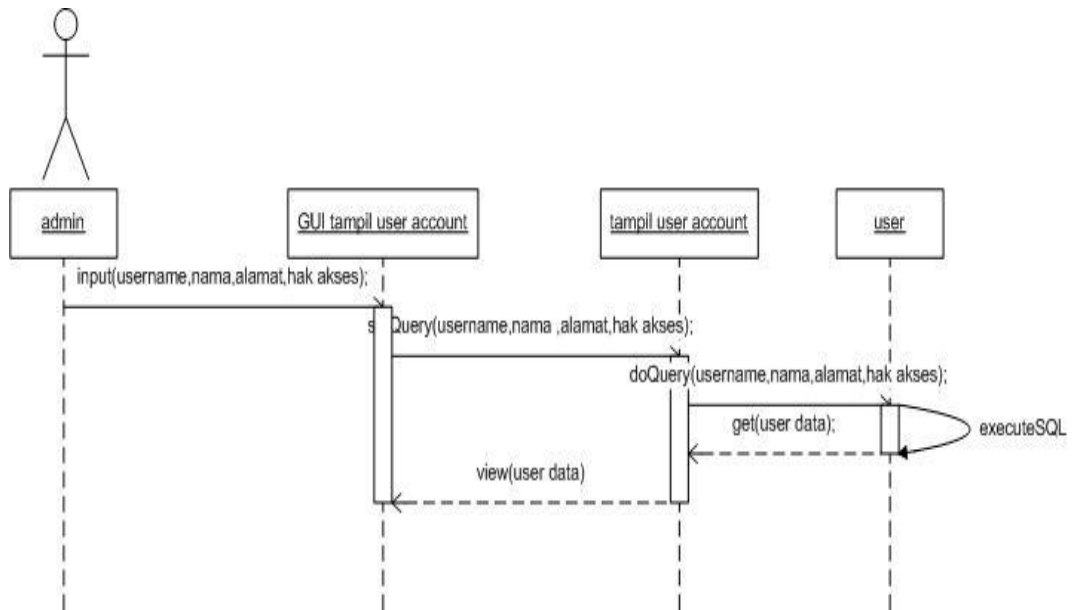 admin
GUI tampil user account
tampil user account
user
input(username,nama,alamat,hak akses);
Query(username,nama ,alamat,hak akses);
doQuery(username,nama,alamat,hak akses);
get(user data);
executeSQL
view(user data)